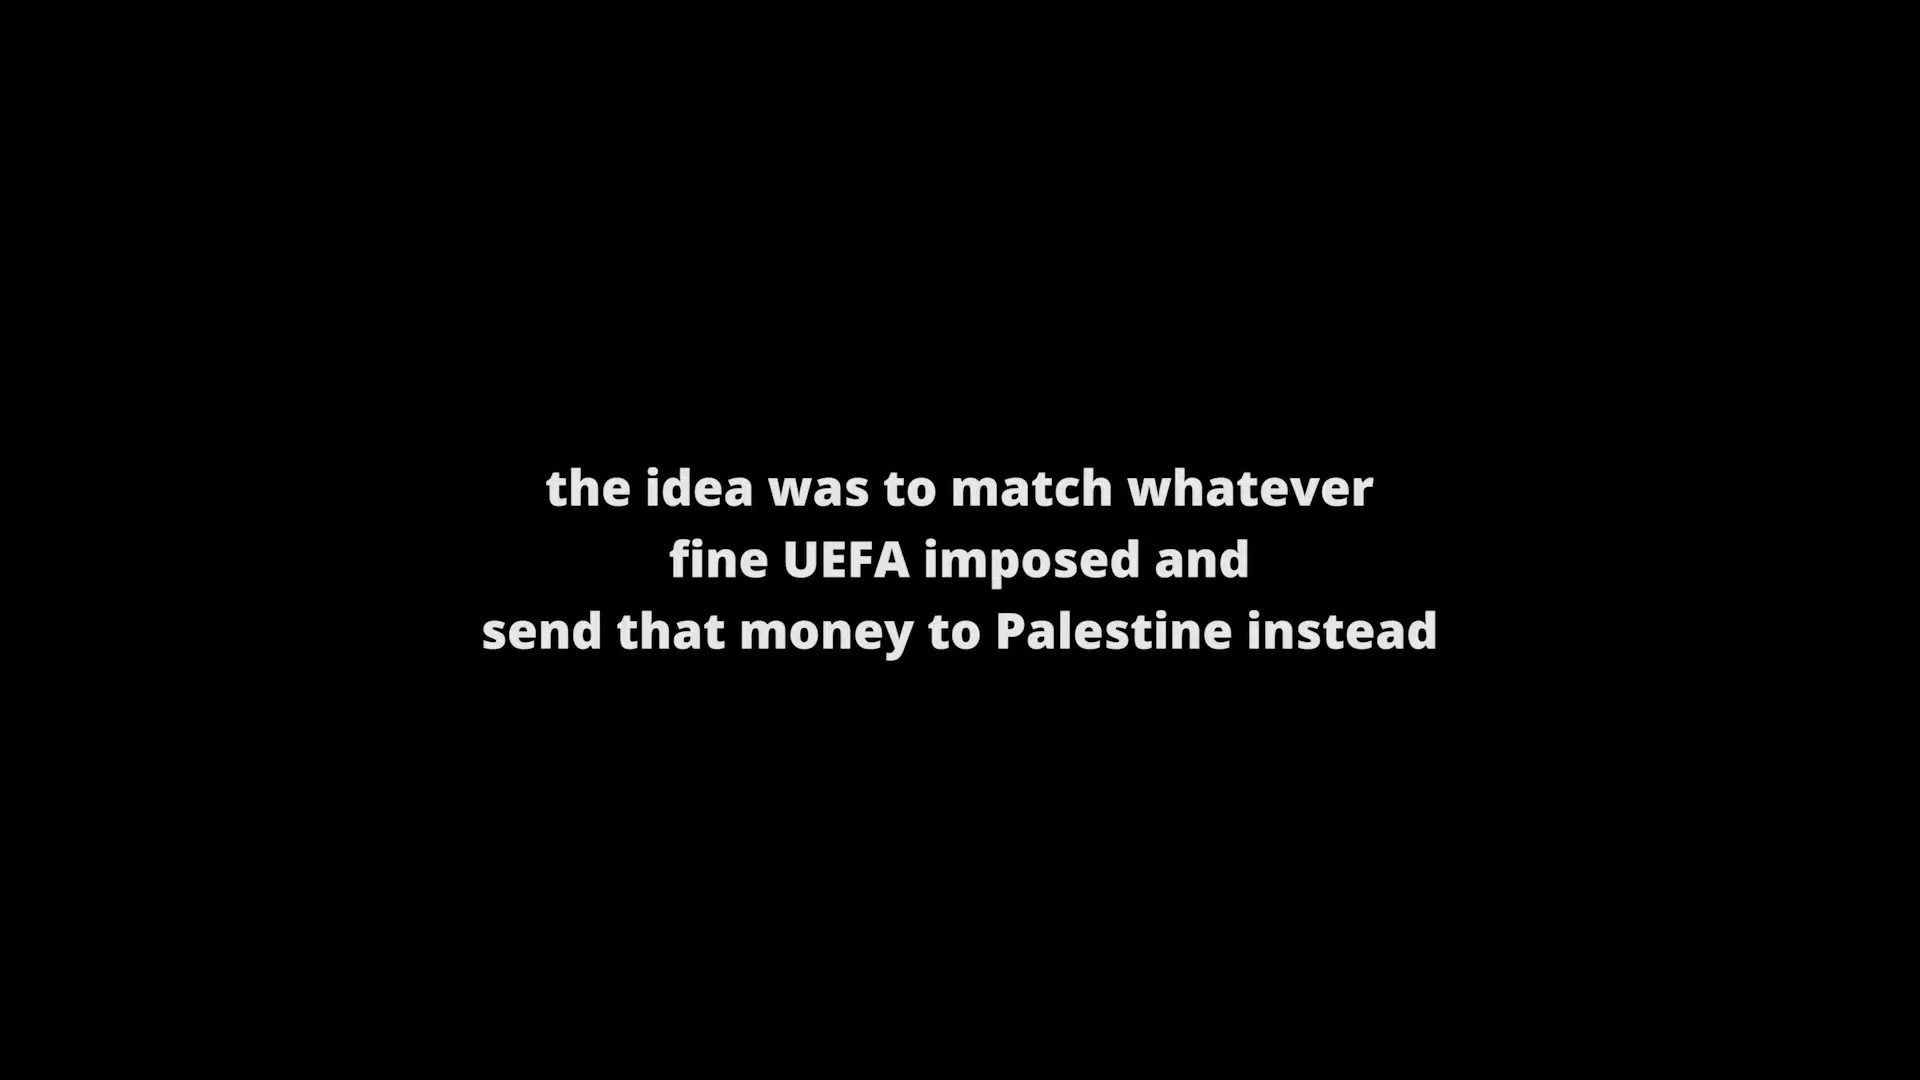 the idea was to match whatever
fine UEFA imposed and
send that money to Palestine instead